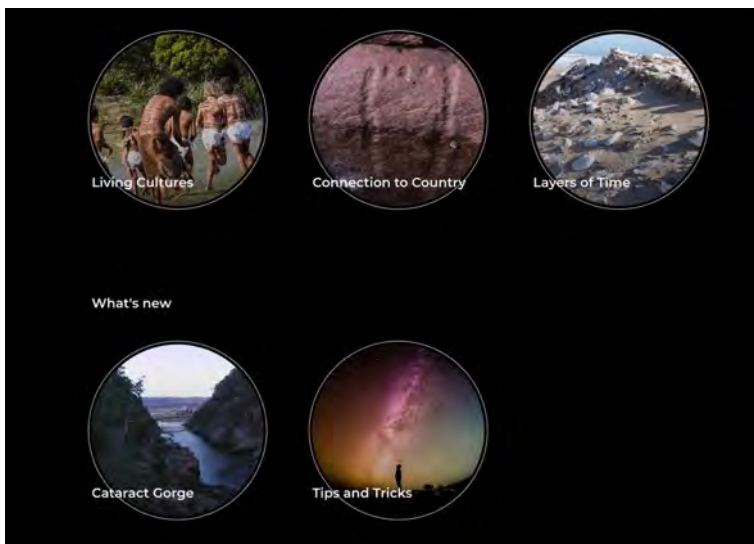 Living Cultures
Connection to Country
Layers of Time
What's new
Cataract Gorge
Tips and Tricks